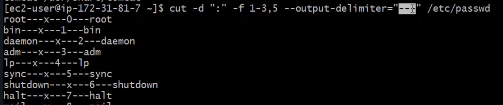 [ec2-user@ip-172-31-81-7 ~]$ cut -d ":" -f 1-3,5 --output-delimiter="---" /etc/passwd
root---x---0---root
bin---x---1---bin
daemon---x---2---daemon
adm---x---3---adm
lp---x---4---lp
sync---x---5---sync
shutdown---x---6---shutdown
halt---x---7---halt